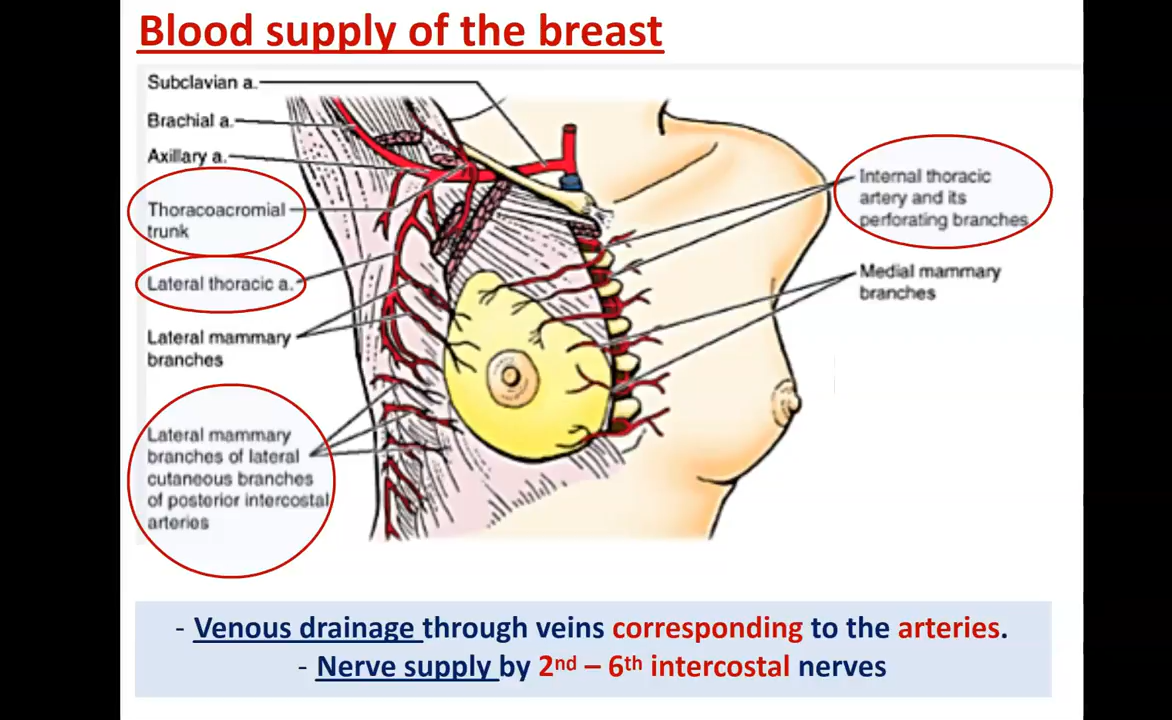 Blood supply of the breast
Subclavian a.
Brachial a.
Axillary a.
Thoracoacromial
trunk
Lateral thoracic a.
Lateral mammary
branches
Lateral mammary
branches of lateral
cutaneous branches
of posterior intercostal
arteries
Internal thoracic
artery and its
perforating branches
Medial mammary
branches
- Venous drainage through veins corresponding to the arteries.
- Nerve supply by 2nd – 6th intercostal nerves